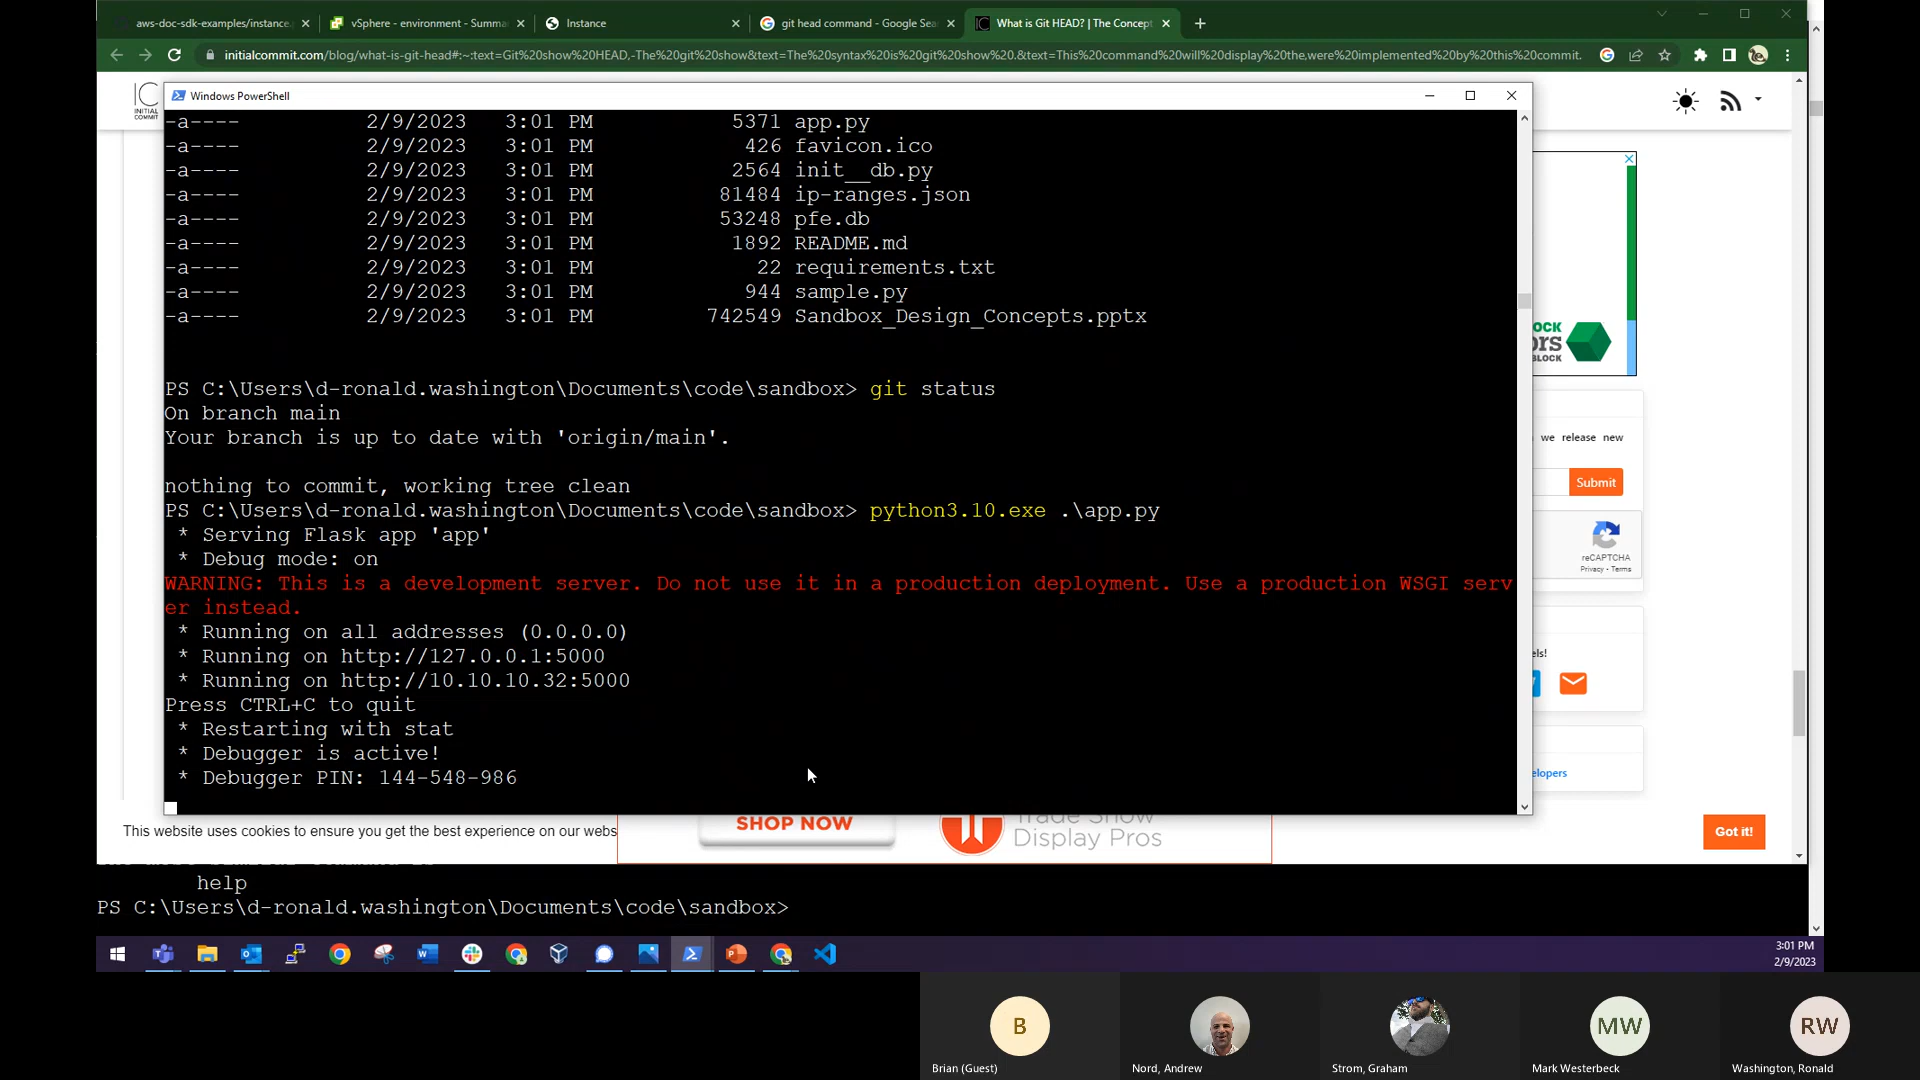 aws-doc-sdk-examples/instance
vSphere - environment - Summa
Instance
git head command - Google Sea
What is Git HEAD? | The Concept
initialcommit.com/blog/what-is-git-head#:~:text=Git%20show%20HEAD,-The%20git%20show&text=The%20syntax%20is%20git%20show%20.&text=This%20command%20will%20display%20the,were%20implemented%20by%20this%20commit.
IC
INITIAL
COMMIT
Windows PowerShell
-a---- 2/9/2023 3:01 PM 5371 app.py
-a---- 2/9/2023 3:01 PM 426 favicon.ico
-a---- 2/9/2023 3:01 PM 2564 init__db.py
-a---- 2/9/2023 3:01 PM 81484 ip-ranges.json
-a---- 2/9/2023 3:01 PM 53248 pfe.db
-a---- 2/9/2023 3:01 PM 1892 README.md
-a---- 2/9/2023 3:01 PM 22 requirements.txt
-a---- 2/9/2023 3:01 PM 944 sample.py
-a---- 2/9/2023 3:01 PM 742549 Sandbox_Design_Concepts.pptx
PS C:\Users\d-ronald.washington\Documents\code\sandbox> git status
On branch main
Your branch is up to date with 'origin/main'.
nothing to commit, working tree clean
PS C:\Users\d-ronald.washington\Documents\code\sandbox> python3.10.exe .\app.py
* Serving Flask app 'app'
* Debug mode: on
WARNING: This is a development server. Do not use it in a production deployment. Use a production WSGI serv
er instead.
* Running on all addresses (0.0.0.0)
* Running on http://127.0.0.1:5000
* Running on http://10.10.10.32:5000
Press CTRL+C to quit
* Restarting with stat
* Debugger is active!
* Debugger PIN: 144-548-986
OCK
ors
BLOCK
we release new
Submit
reCAPTCHA
Privacy - Terms
els!
elopers
This website uses cookies to ensure you get the best experience on our webs
SHOP NOW
Trade Show
Display Pros
Got it!
help
PS C:\Users\d-ronald.washington\Documents\code\sandbox>
3:01 PM
2/9/2023
B
MW
RW
Brian (Guest)
Nord, Andrew
Strom, Graham
Mark Westerbeck
Washington, Ronald